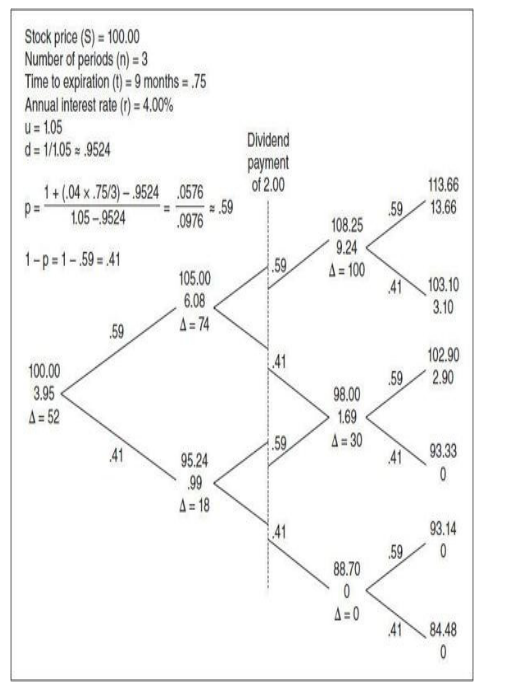 Stock price (S) = 100.00
Number of periods (n) = 3
Time to expiration (t) = 9 months = .75
Annual interest rate (r) = 4.00%
u = 1.05
d = 1/1.05 ≈ .9524
p = 1 + (.04 x .75/3) – .9524 / 1.05 – .9524 = .0576 / .0976 ≈ .59
1 – p = 1 – .59 = .41
Dividend
payment
of 2.00
100.00
3.95
Δ = 52
.59
.41
105.00
6.08
Δ = 74
95.24
.99
Δ = 18
.59
.41
.59
.41
108.25
9.24
Δ = 100
98.00
1.69
Δ = 30
88.70
0
Δ = 0
.59
.41
.59
.41
.59
.41
113.66
13.66
103.10
3.10
102.90
2.90
93.33
0
93.14
0
84.48
0